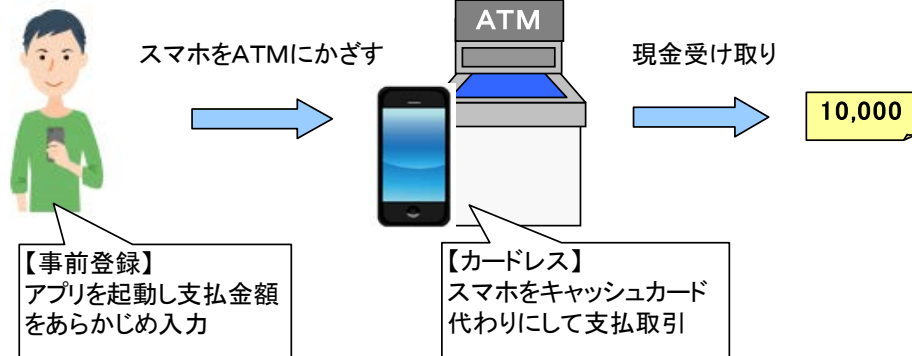 ATM
スマホをATMにかざす
現金受け取り
10,000
【事前登録】
アプリを起動し支払金額
をあらかじめ入力
【カードレス】
スマホをキャッシュカード
代わりにして支払取引